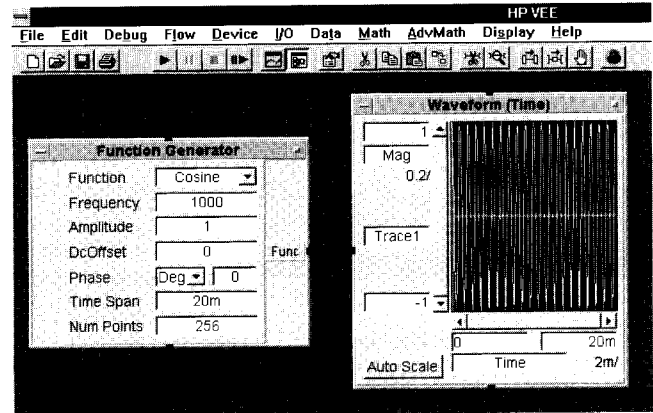 HP VEE
File Edit Debug Flow Device I/O Data Math AdvMath Display Help
Function Generator
Function Cosine
Frequency 1000
Amplitude 1
DcOffset 0
Func
Phase Deg 0
Time Span 20m
Num Points 256
Waveform (Time)
1
Mag
0.2/
Trace1
-1
0 20m
Auto Scale Time 2m/